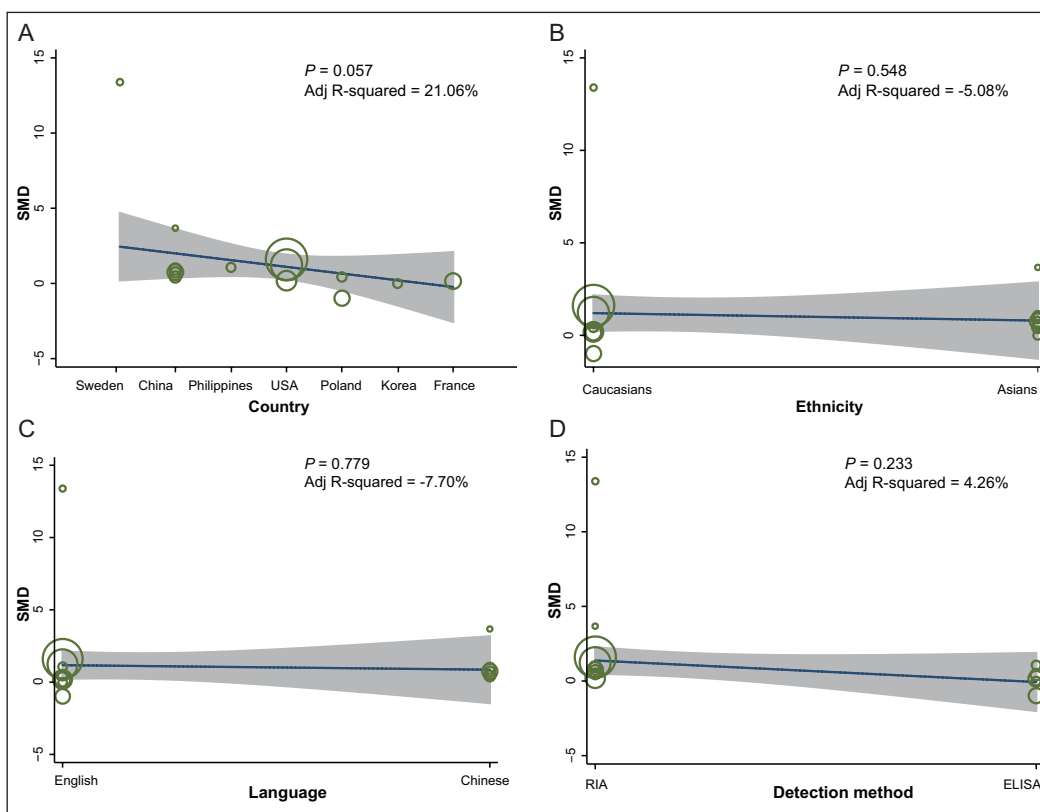 A
P = 0.057
Adj R-squared = 21.06%
SMD
15
10
5
0
−5
Sweden China Philippines USA Poland Korea France
Country
B
P = 0.548
Adj R-squared = -5.08%
SMD
15
10
5
0
Caucasians Asians
Ethnicity
C
P = 0.779
Adj R-squared = -7.70%
SMD
15
10
5
0
−5
English Chinese
Language
D
P = 0.233
Adj R-squared = 4.26%
SMD
15
10
5
0
−5
RIA ELISA
Detection method